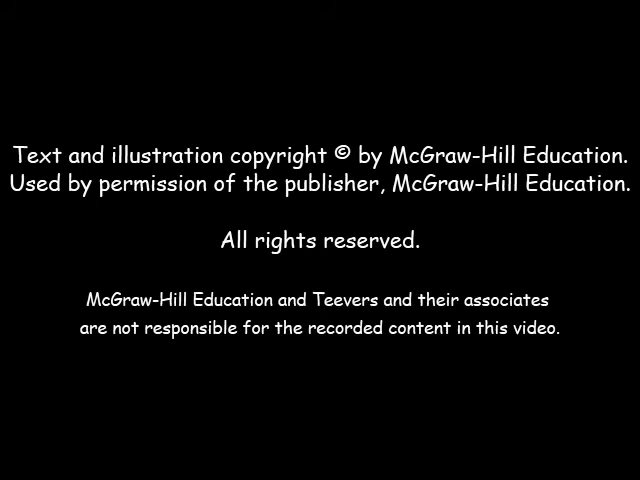 Text and illustration copyright © by McGraw-Hill Education.
Used by permission of the publisher, McGraw-Hill Education.
All rights reserved.
McGraw-Hill Education and Teevers and their associates
are not responsible for the recorded content in this video.